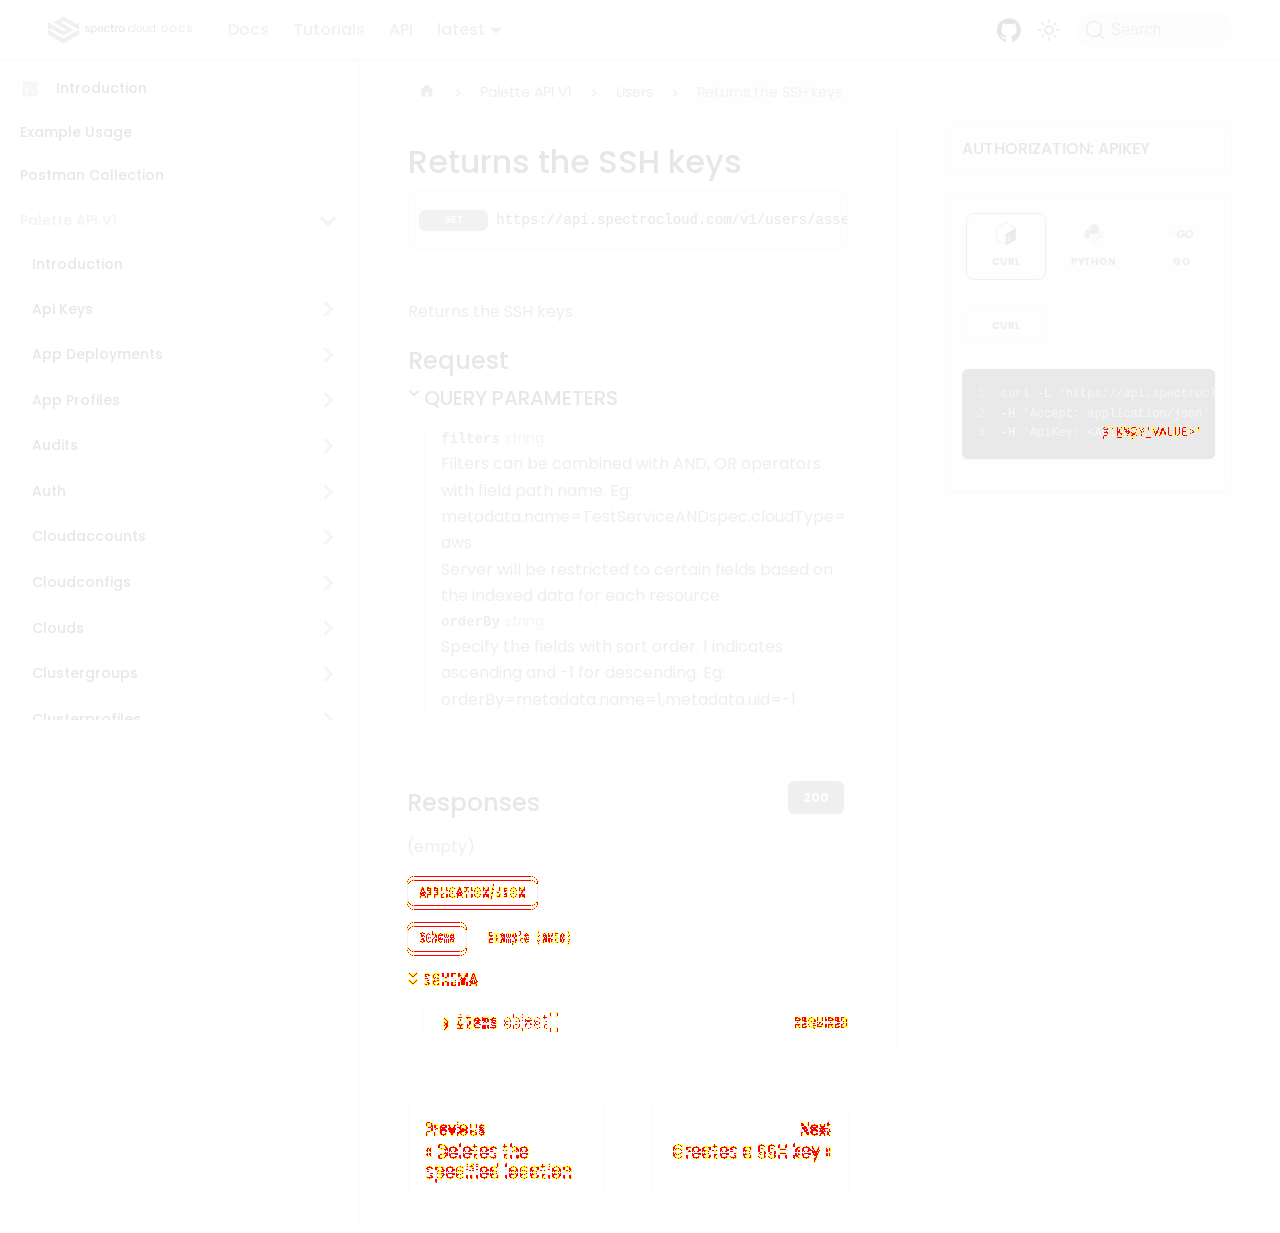 spectro cloud DOCS Docs Tutorials API latest Search
Introduction
Example Usage
Postman Collection
Palette API V1
Introduction
Api Keys
App Deployments
App Profiles
Audits
Auth
Cloudaccounts
Cloudconfigs
Clouds
Clustergroups
Clusterprofiles
Palette API V1 Users Returns the SSH keys
Returns the SSH keys
GET https://api.spectrocloud.com/v1/users/asse
Returns the SSH keys
Request
QUERY PARAMETERS
filters string
Filters can be combined with AND, OR operators
with field path name. Eg:
metadata.name=TestServiceANDspec.cloudType=
aws
Server will be restricted to certain fields based on
the indexed data for each resource.
orderBy string
Specify the fields with sort order. 1 indicates
ascending and -1 for descending. Eg:
orderBy=metadata.name=1,metadata.uid=-1
Responses
200
(empty)
APPLICATION/JSON
Schema Example (auto)
SCHEMA
items object[] REQUIRED
Previous
« Deletes the
specified location
Next
Creates a SSH key »
AUTHORIZATION: APIKEY
CURL PYTHON GO
CURL
1 curl -L 'https://api.spectrocl
2 -H 'Accept: application/json'
3 -H 'ApiKey: